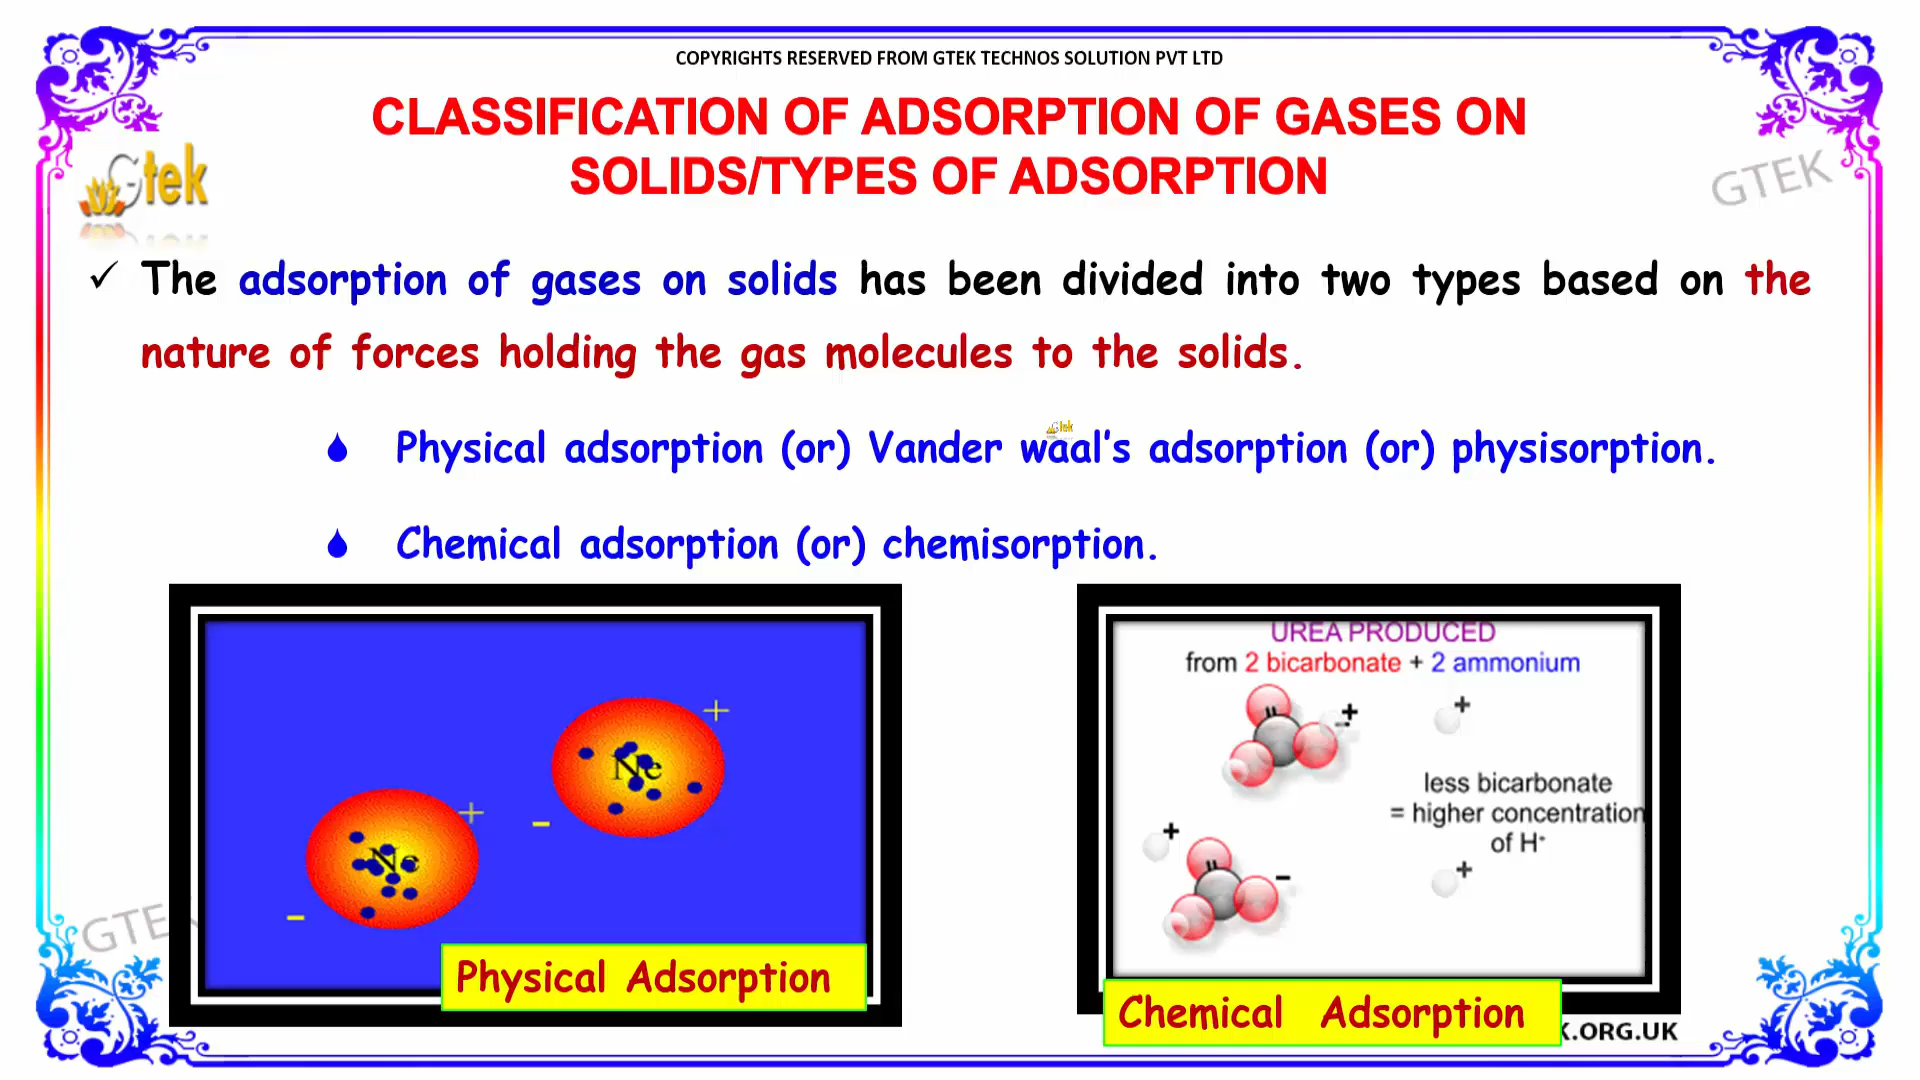 COPYRIGHTS RESERVED FROM GTEK TECHNOS SOLUTION PVT LTD
CLASSIFICATION OF ADSORPTION OF GASES ON
SOLIDS/TYPES OF ADSORPTION
Gtek
GTEK
✓ The adsorption of gases on solids has been divided into two types based on the
nature of forces holding the gas molecules to the solids.
Gtek
Physical adsorption (or) Vander waal's adsorption (or) physisorption.
Chemical adsorption (or) chemisorption.
+
Ne
-
+
Ne
-
Physical Adsorption
UREA PRODUCED
from 2 bicarbonate + 2 ammonium
+
-
+
less bicarbonate
= higher concentration
of H+
+
-
+
Chemical Adsorption
K.ORG.UK
GTEK